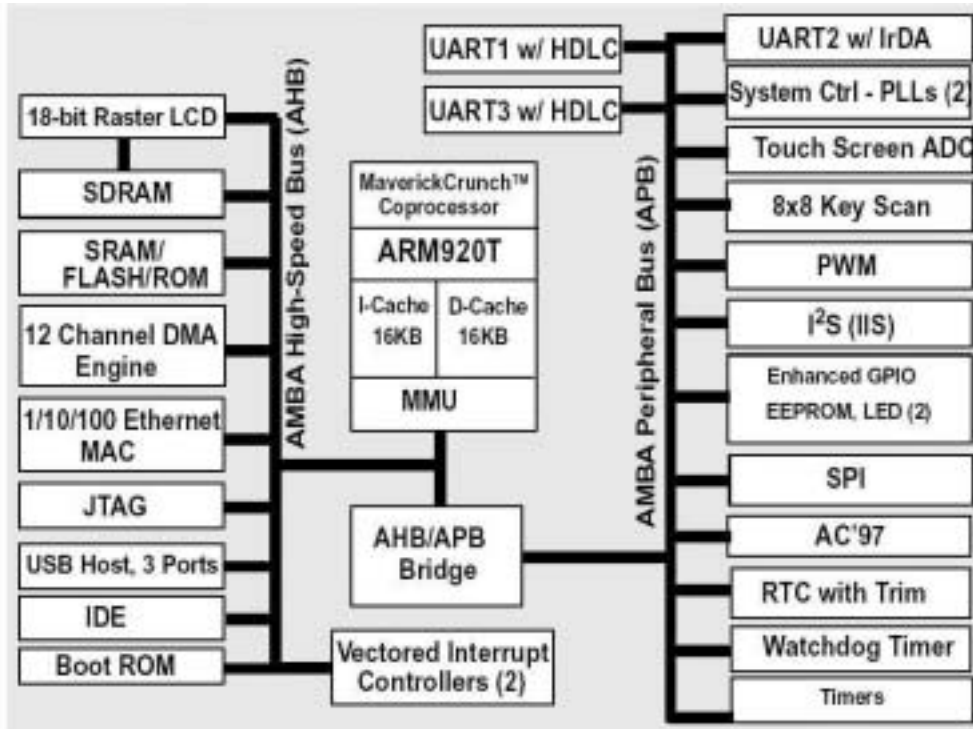 18-bit Raster LCD
SDRAM
SRAM/
FLASH/ROM
12 Channel DMA
Engine
1/10/100 Ethernet
MAC
JTAG
USB Host, 3 Ports
IDE
Boot ROM
AMBA High-Speed Bus (AHB)
MaverickCrunch™
Coprocessor
ARM920T
I-Cache
16KB
D-Cache
16KB
MMU
AHB/APB
Bridge
Vectored Interrupt
Controllers (2)
UART1 w/ HDLC
UART3 w/ HDLC
AMBA Peripheral Bus (APB)
UART2 w/ IrDA
System Ctrl - PLLs (2)
Touch Screen ADC
8x8 Key Scan
PWM
I²S (IIS)
Enhanced GPIO
EEPROM, LED (2)
SPI
AC'97
RTC with Trim
Watchdog Timer
Timers